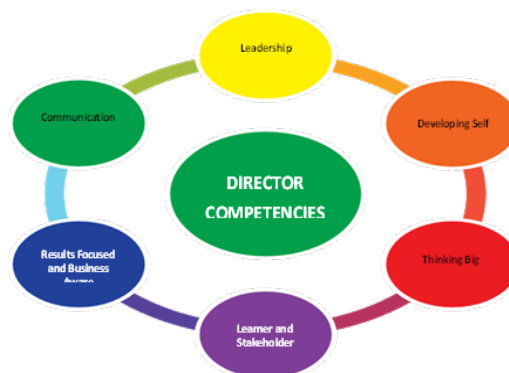 Leadership
Developing Self
Thinking Big
Learner and
Stakeholder
Results Focused
and Business
Communication
DIRECTOR
COMPETENCIES